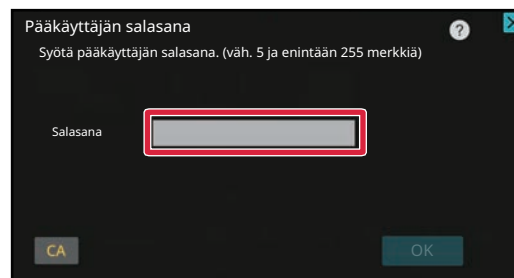 Pääkäyttäjän salasana
?
Syötä pääkäyttäjän salasana. (väh. 5 ja enintään 255 merkkiä)
Salasana
CA
OK